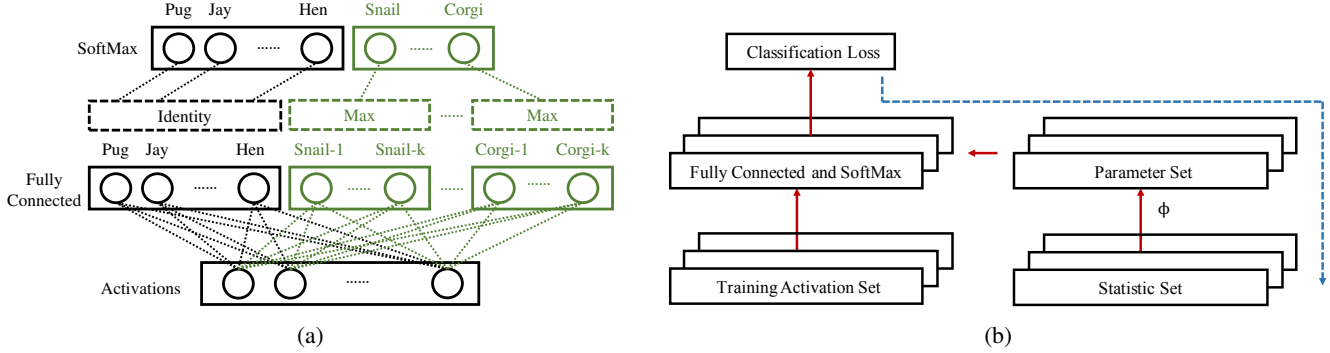 Pug Jay Hen Snail Corgi
SoftMax ...... ......
Identity Max ...... Max
Pug Jay Hen Snail-1 Snail-k Corgi-1 Corgi-k
Fully
Connected ...... ...... ...... ......
Activations ......
(a)
Classification Loss
Fully Connected and SoftMax
Parameter Set
ϕ
Training Activation Set
Statistic Set
(b)